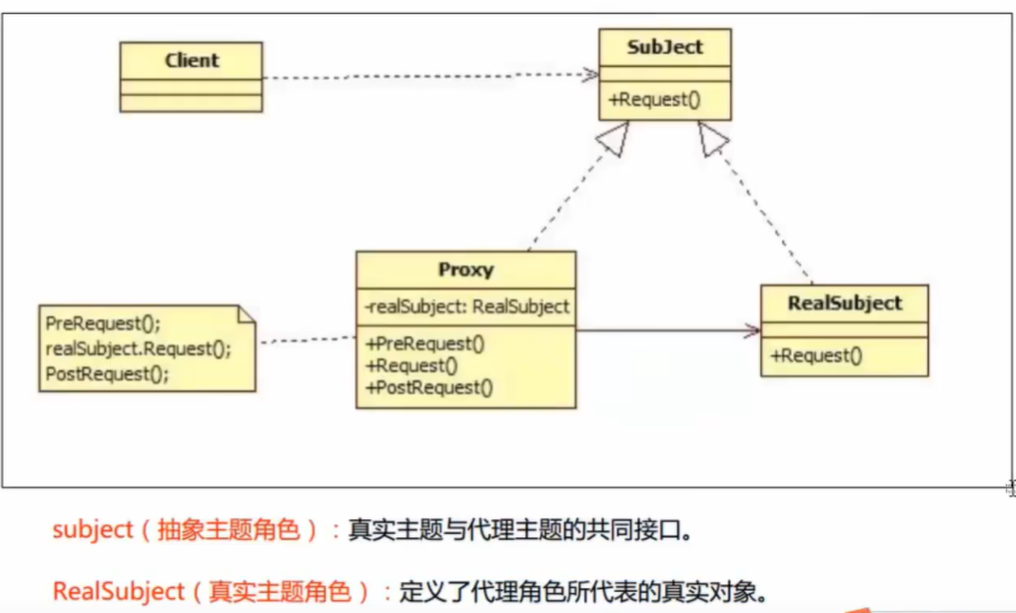 Client
SubJect
+Request()
Proxy
-realSubject: RealSubject
+PreRequest()
+Request()
+PostRequest()
RealSubject
+Request()
PreRequest();
realSubject.Request();
PostRequest();
subject（抽象主题角色）：真实主题与代理主题的共同接口。
RealSubject（真实主题角色）：定义了代理角色所代表的真实对象。